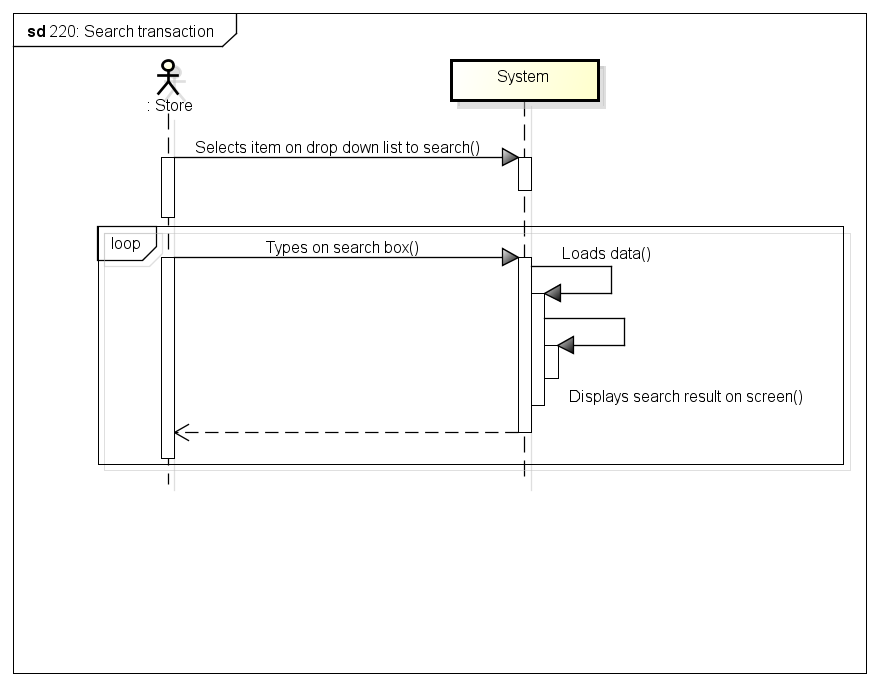 sd 220: Search transaction
System
: Store
Selects item on drop down list to search()
loop
Types on search box()
Loads data()
Displays search result on screen()